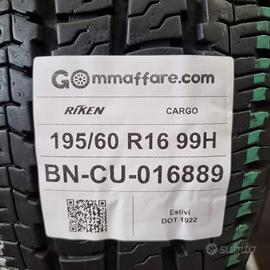 GOmmaffare.com
RIKEN CARGO
195/60 R16 99H
BN-CU-016889
Estivi
DOT 1922
subito